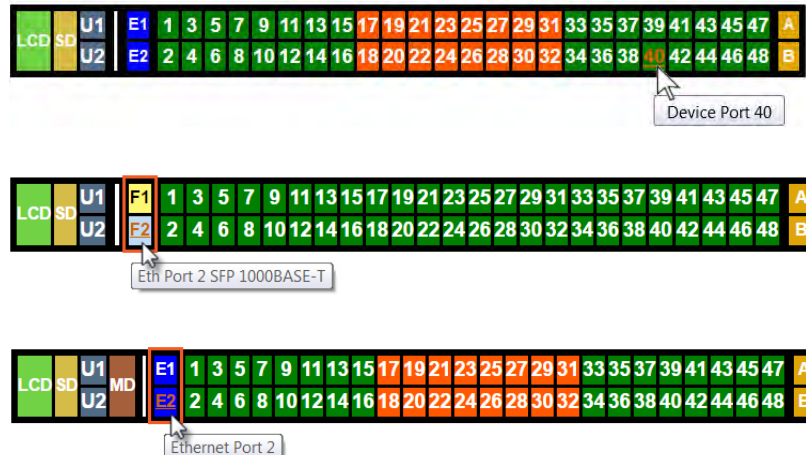 LCD SD U1 E1 1 3 5 7 9 11 13 15 17 19 21 23 25 27 29 31 33 35 37 39 41 43 45 47 A
U2 E2 2 4 6 8 10 12 14 16 18 20 22 24 26 28 30 32 34 36 38 40 42 44 46 48 B
Device Port 40
LCD SD U1 F1 1 3 5 7 9 11 13 15 17 19 21 23 25 27 29 31 33 35 37 39 41 43 45 47 A
U2 F2 2 4 6 8 10 12 14 16 18 20 22 24 26 28 30 32 34 36 38 40 42 44 46 48 B
Eth Port 2 SFP 1000BASE-T
LCD SD U1 MD E1 1 3 5 7 9 11 13 15 17 19 21 23 25 27 29 31 33 35 37 39 41 43 45 47 A
U2 E2 2 4 6 8 10 12 14 16 18 20 22 24 26 28 30 32 34 36 38 40 42 44 46 48 B
Ethernet Port 2